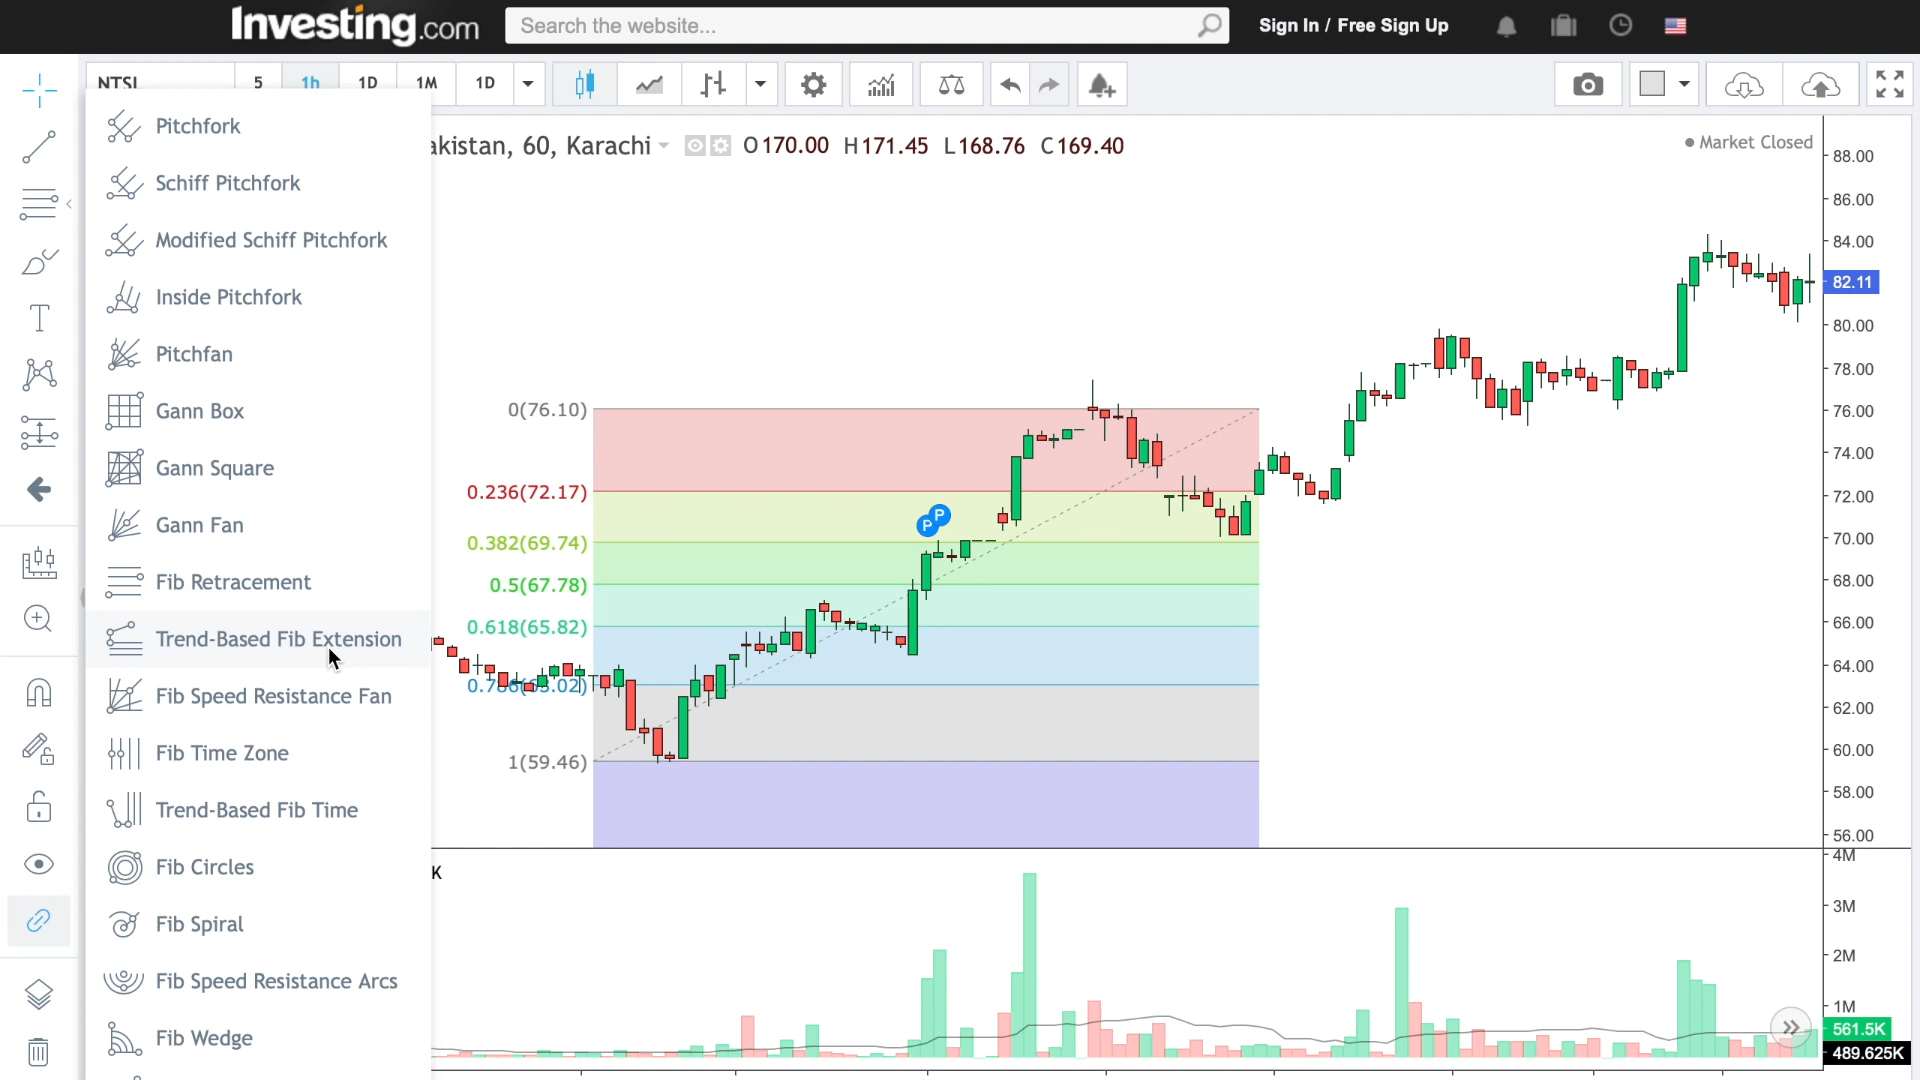 Investing.com
Search the website...
Sign In / Free Sign Up
NTSL
5
1h
1D
1M
1D
Pitchfork
Schiff Pitchfork
Modified Schiff Pitchfork
Inside Pitchfork
Pitchfan
Gann Box
Gann Square
Gann Fan
Fib Retracement
Trend-Based Fib Extension
Fib Speed Resistance Fan
Fib Time Zone
Trend-Based Fib Time
Fib Circles
Fib Spiral
Fib Speed Resistance Arcs
Fib Wedge
akistan, 60, Karachi
O170.00 H171.45 L168.76 C169.40
Market Closed
0(76.10)
0.236(72.17)
0.382(69.74)
0.5(67.78)
0.618(65.82)
0.786(63.02)
1(59.46)
P
P
K
88.00
86.00
84.00
82.11
80.00
78.00
76.00
74.00
72.00
70.00
68.00
66.00
64.00
62.00
60.00
58.00
56.00
4M
3M
2M
1M
561.5K
489.625K